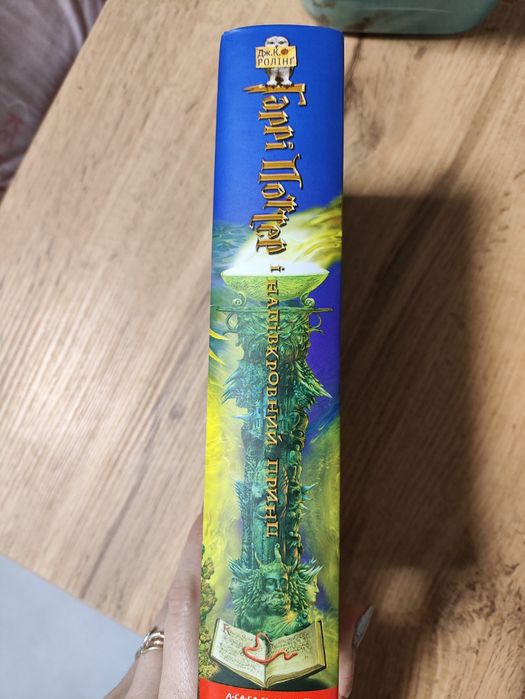 Дж.К.
РОЛІНҐ
Гаррі Поттер
і НАПІВКРОВНИЙ ПРИНЦ